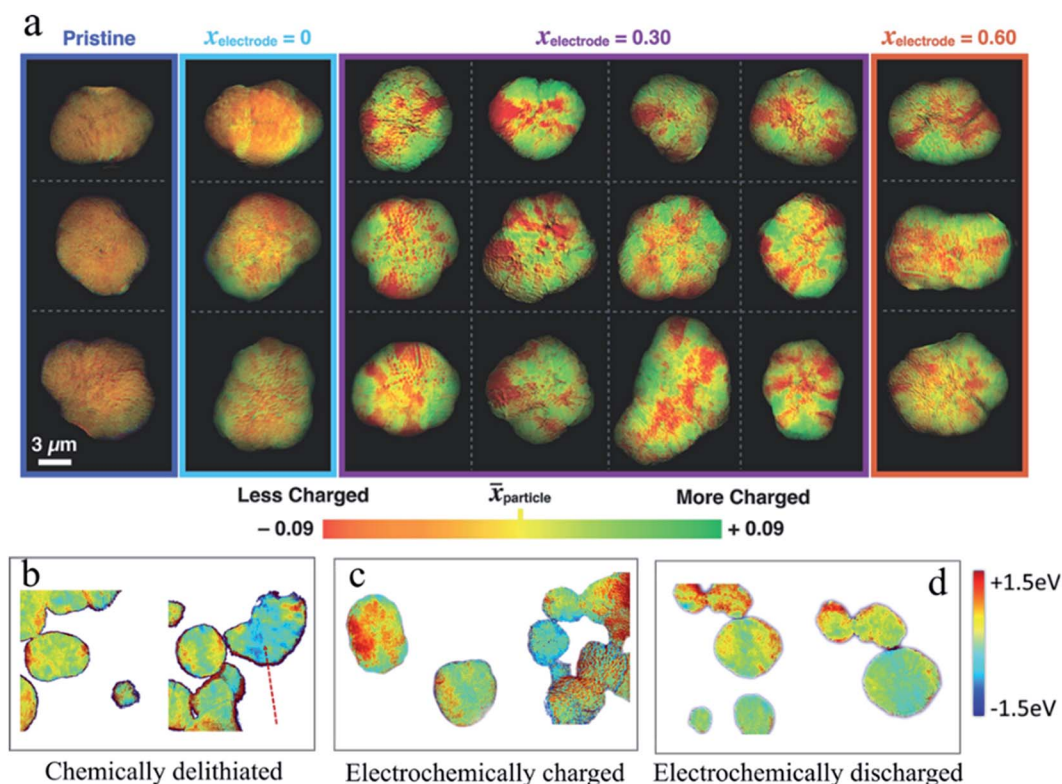 a
Pristine
xelectrode = 0
xelectrode = 0.30
xelectrode = 0.60
3 µm
Less Charged
x̄particle
More Charged
– 0.09
+ 0.09
b
c
d
+1.5eV
-1.5eV
Chemically delithiated
Electrochemically charged
Electrochemically discharged